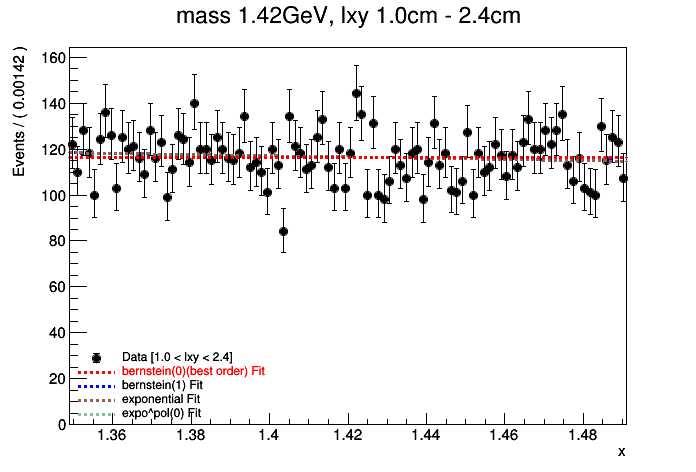 mass 1.42GeV, lxy 1.0cm - 2.4cm
Events / ( 0.00142 )
160
140
120
100
80
60
40
20
0
Data [1.0 < lxy < 2.4]
bernstein(0)(best order) Fit
bernstein(1) Fit
exponential Fit
expo^pol(0) Fit
1.36 1.38 1.4 1.42 1.44 1.46 1.48
x